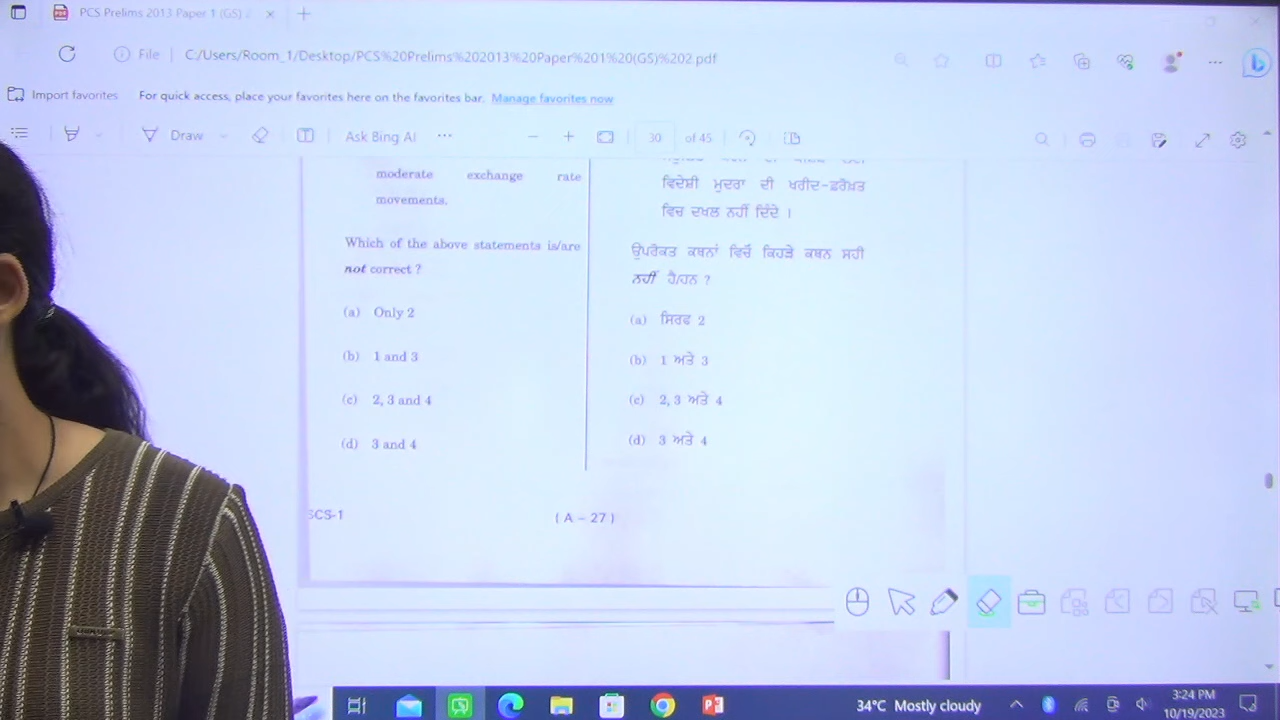 PCS Prelims 2013 Paper 1 (GS)
File C:/Users/Room_1/Desktop/PCS%20Prelims%202013%20Paper%201%20(GS)%202.pdf
Import favorites For quick access, place your favorites here on the favorites bar. Manage favorites now
Draw Ask Bing AI 30 of 45
moderate exchange rate
movements.
Which of the above statements is/are
not correct ?
(a) Only 2
(b) 1 and 3
(c) 2, 3 and 4
(d) 3 and 4
ਵਿਦੇਸ਼ੀ ਮੁਦਰਾ ਦੀ ਖਰੀਦ-ਫ਼ਰੋਖ਼ਤ
ਵਿਚ ਦਖਲ ਨਹੀਂ ਦਿੰਦੇ ।
ਉਪਰੋਕਤ ਕਥਨਾਂ ਵਿਚੋਂ ਕਿਹੜੇ ਕਥਨ ਸਹੀ
ਨਹੀਂ ਹੈ/ਹਨ ?
(a) ਸਿਰਫ 2
(b) 1 ਅਤੇ 3
(c) 2, 3 ਅਤੇ 4
(d) 3 ਅਤੇ 4
SCS-1
( A – 27 )
34°C Mostly cloudy
3:24 PM
10/19/2023